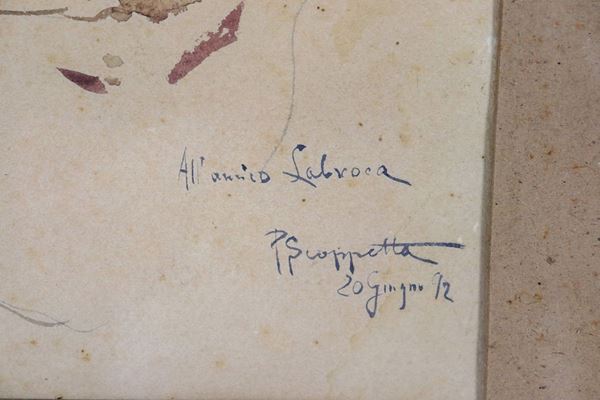 All'amico Labroca
P Scoppetta
20 Giugno 12